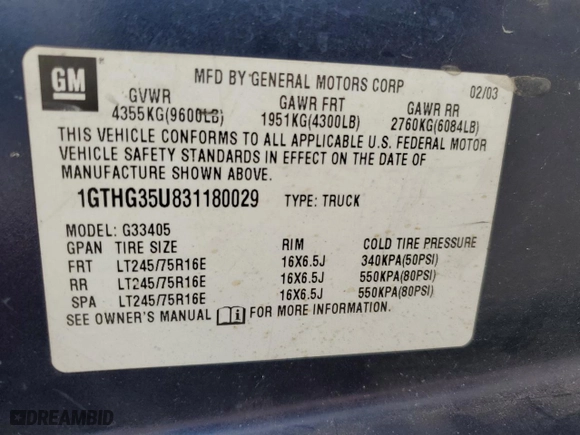 GM
MFD BY GENERAL MOTORS CORP 02/03
GVWR GAWR FRT GAWR RR
4355KG(9600LB) 1951KG(4300LB) 2760KG(6084LB)
THIS VEHICLE CONFORMS TO ALL APPLICABLE U.S. FEDERAL MOTOR
VEHICLE SAFETY STANDARDS IN EFFECT ON THE DATE OF
MANUFACTURE SHOWN ABOVE.
1GTHG35U831180029 TYPE: TRUCK
MODEL: G33405
GPAN TIRE SIZE RIM COLD TIRE PRESSURE
FRT LT245/75R16E 16X6.5J 340KPA(50PSI)
RR LT245/75R16E 16X6.5J 550KPA(80PSI)
SPA LT245/75R16E 16X6.5J 550KPA(80PSI)
SEE OWNER'S MANUAL FOR MORE INFORMATION.
DREAMBID